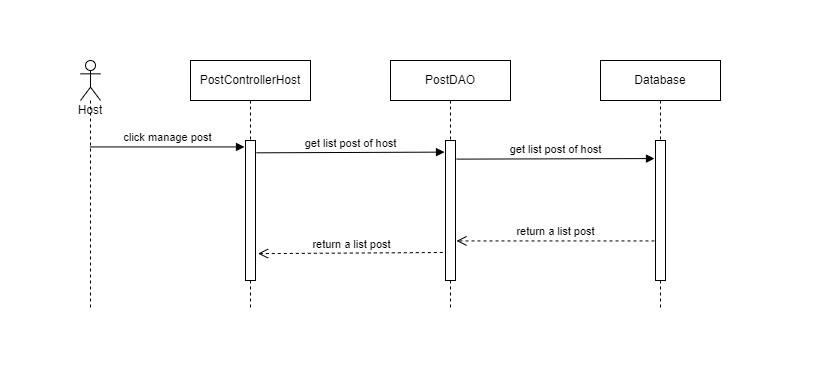 PostControllerHost
PostDAO
Database
Host
click manage post
get list post of host
get list post of host
return a list post
return a list post